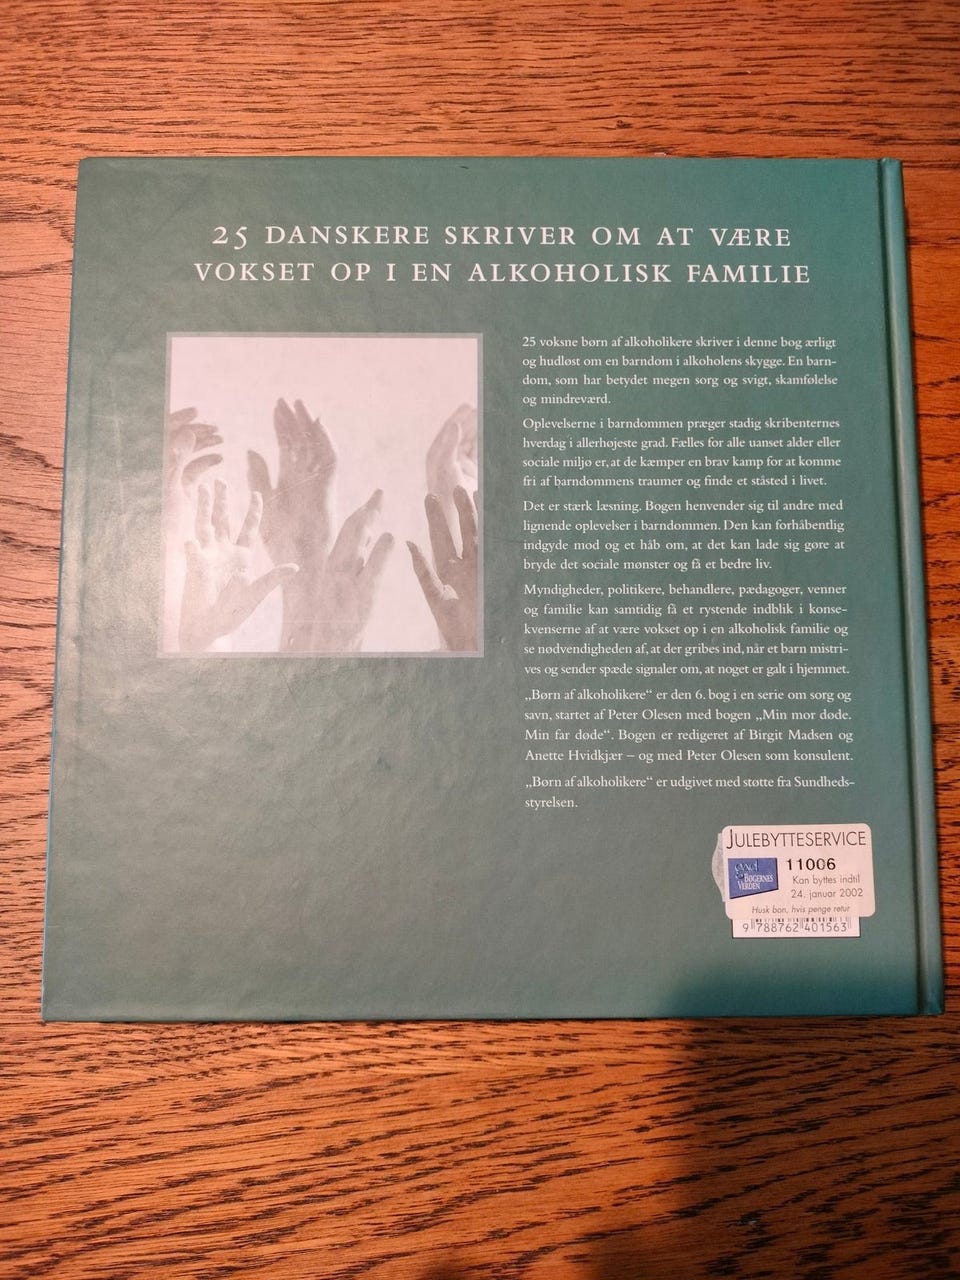 25 DANSKERE SKRIVER OM AT VÆRE
VOKSET OP I EN ALKOHOLISK FAMILIE
25 voksne børn af alkoholikere skriver i denne bog ærligt
og hudløst om en barndom i alkoholens skygge. En barn-
dom, som har betydet megen sorg og svigt, skamfølelse
og mindreværd.
Oplevelserne i barndommen præger stadig skribenternes
hverdag i allerhøjeste grad. Fælles for alle uanset alder eller
sociale miljø er, at de kæmper en brav kamp for at komme
fri af barndommens traumer og finde et ståsted i livet.
Det er stærk læsning. Bogen henvender sig til andre med
lignende oplevelser i barndommen. Den kan forhåbentlig
indgyde mod og et håb om, at det kan lade sig gøre at
bryde det sociale mønster og få et bedre liv.
Myndigheder, politikere, behandlere, pædagoger, venner
og familie kan samtidig få et rystende indblik i konse-
kvenserne af at være vokset op i en alkoholisk familie og
se nødvendigheden af, at der gribes ind, når et barn mistri-
ves og sender spæde signaler om, at noget er galt i hjemmet.
„Børn af alkoholikere“ er den 6. bog i en serie om sorg og
savn, startet af Peter Olesen med bogen „Min mor døde.
Min far døde“. Bogen er redigeret af Birgit Madsen og
Anette Hvidkjær – og med Peter Olesen som konsulent.
„Børn af alkoholikere“ er udgivet med støtte fra Sundheds-
styrelsen.
JULEBYTTESERVICE
11006
BØGERNES
VERDEN
Kan byttes indtil
24. januar 2002
Husk bon, hvis penge retur
9 788762 401563